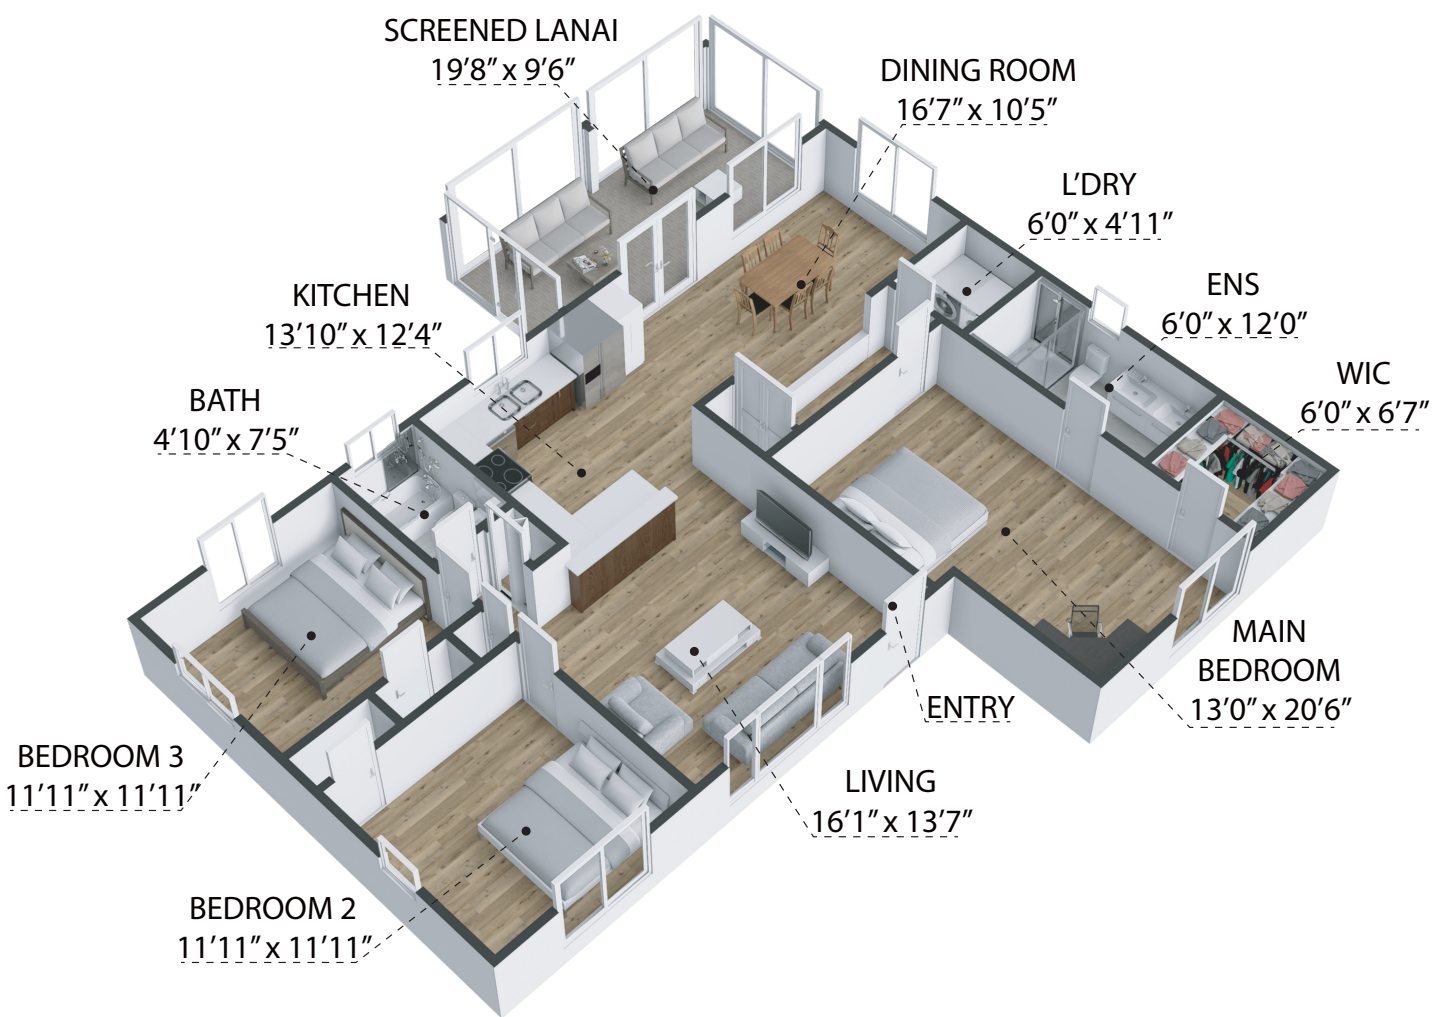 SCREENED LANAI
19’8” x 9’6”
DINING ROOM
16’7” x 10’5”
L’DRY
6’0” x 4’11”
ENS
6’0” x 12’0”
WIC
6’0” x 6’7”
KITCHEN
13’10” x 12’4”
BATH
4’10” x 7’5”
MAIN
BEDROOM
13’0” x 20’6”
ENTRY
BEDROOM 3
11’11” x 11’11”
LIVING
16’1” x 13’7”
BEDROOM 2
11’11” x 11’11”